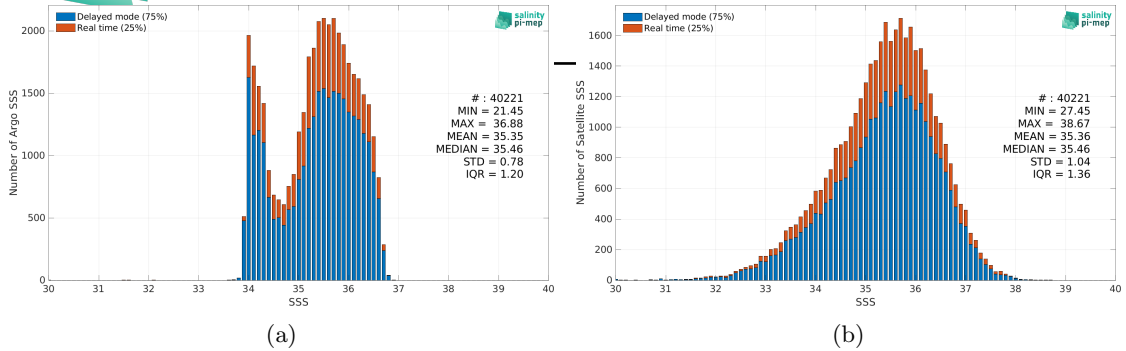 Delayed mode (75%)
Real time (25%)
salinity
pi-mep
Number of Argo SSS
2000
1500
1000
500
0
# : 40221
MIN = 21.45
MAX = 36.88
MEAN = 35.35
MEDIAN = 35.46
STD = 0.78
IQR = 1.20
30 31 32 33 34 35 36 37 38 39 40
SSS
(a)
Delayed mode (75%)
Real time (25%)
salinity
pi-mep
Number of Satellite SSS
1600
1400
1200
1000
800
600
400
200
0
# : 40221
MIN = 27.45
MAX = 38.67
MEAN = 35.36
MEDIAN = 35.46
STD = 1.04
IQR = 1.36
30 31 32 33 34 35 36 37 38 39 40
SSS
(b)